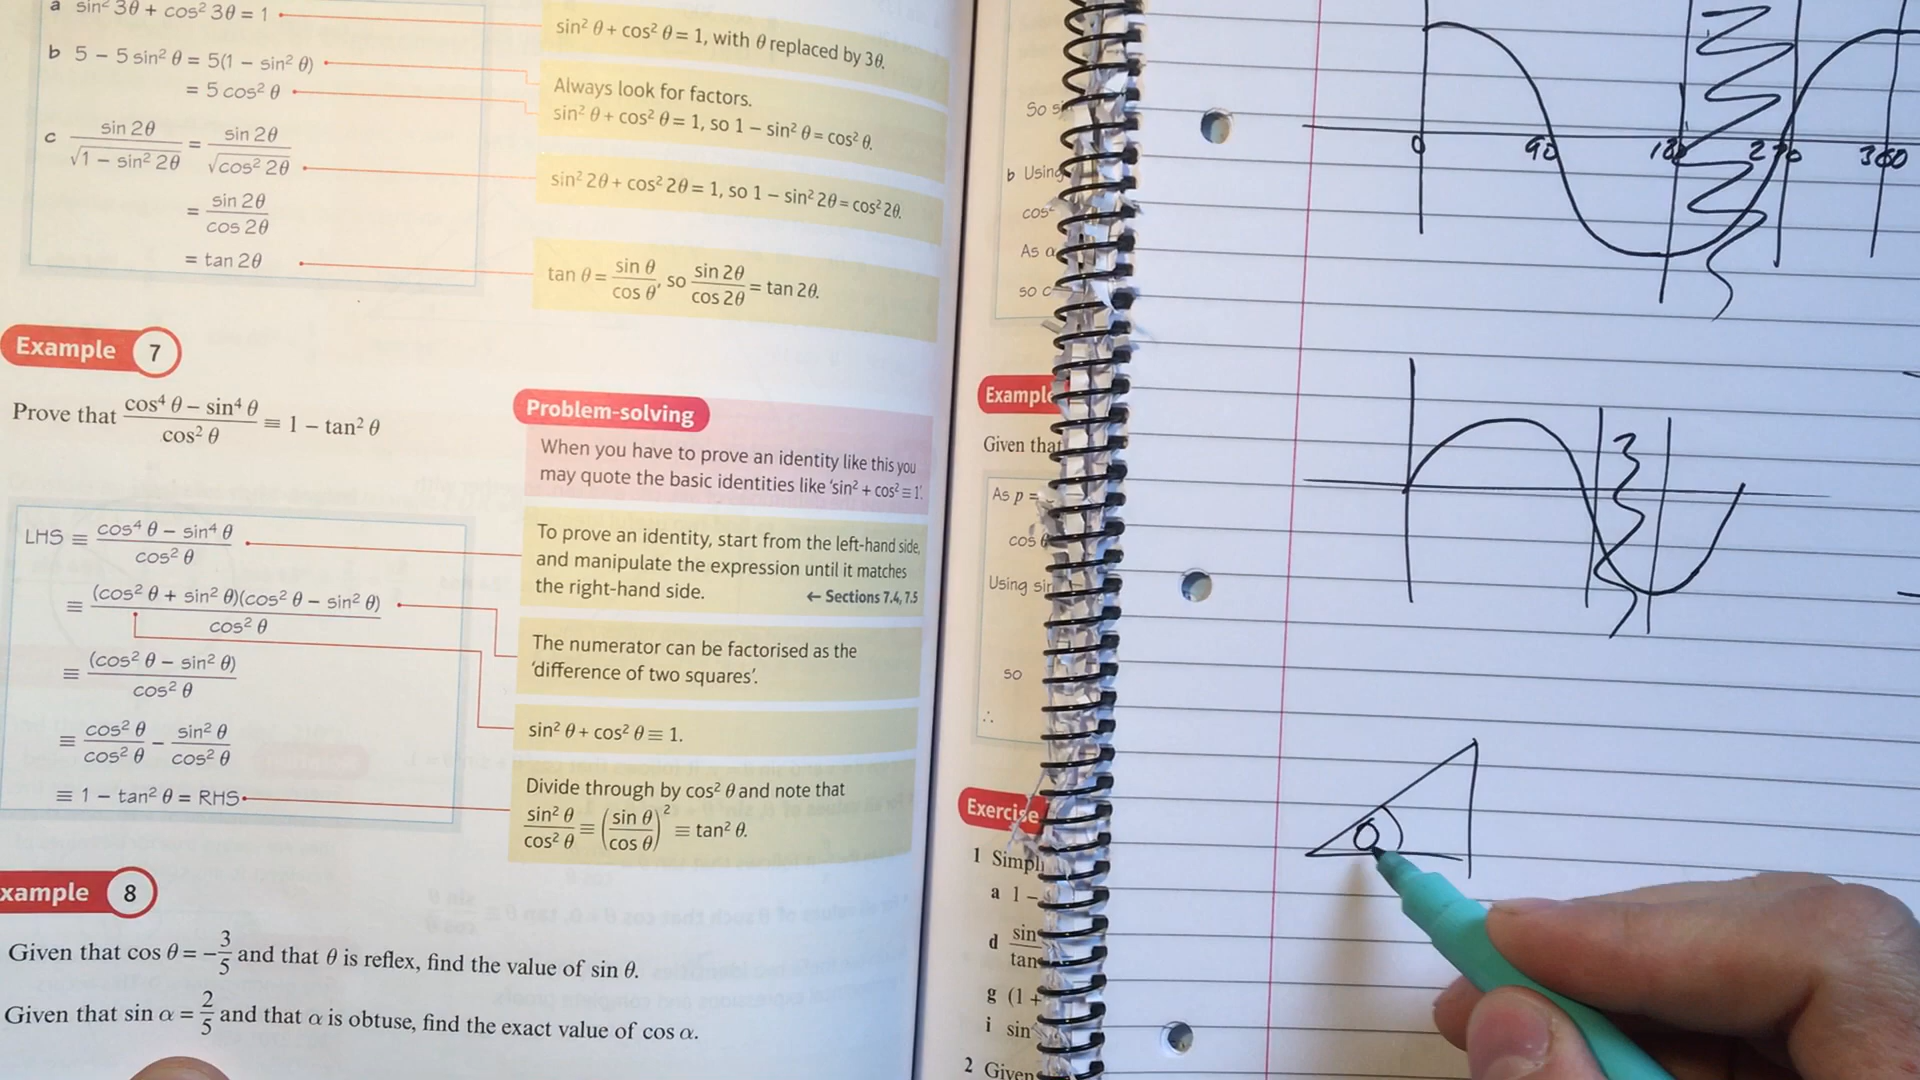 a sin² 3θ + cos² 3θ = 1
sin² θ + cos² θ = 1, with θ replaced by 3θ.
b 5 − 5 sin² θ = 5(1 − sin² θ)
= 5 cos² θ
Always look for factors.
sin² θ + cos² θ = 1, so 1 − sin² θ = cos² θ.
c sin 2θ / √(1 − sin² 2θ) = sin 2θ / √(cos² 2θ)
sin² 2θ + cos² 2θ = 1, so 1 − sin² 2θ = cos² 2θ.
= sin 2θ / cos 2θ
= tan 2θ
tan θ = sin θ / cos θ, so sin 2θ / cos 2θ = tan 2θ.
Example 7
Prove that (cos⁴ θ − sin⁴ θ) / cos² θ ≡ 1 − tan² θ
Problem-solving
When you have to prove an identity like this you
may quote the basic identities like 'sin² + cos² ≡ 1'.
LHS ≡ (cos⁴ θ − sin⁴ θ) / cos² θ
≡ (cos² θ + sin² θ)(cos² θ − sin² θ) / cos² θ
≡ (cos² θ − sin² θ) / cos² θ
≡ cos² θ / cos² θ − sin² θ / cos² θ
≡ 1 − tan² θ = RHS
To prove an identity, start from the left-hand side,
and manipulate the expression until it matches
the right-hand side. ← Sections 7.4, 7.5
The numerator can be factorised as the
'difference of two squares'.
sin² θ + cos² θ ≡ 1.
Divide through by cos² θ and note that
sin² θ / cos² θ ≡ (sin θ / cos θ)² ≡ tan² θ.
xample 8
Given that cos θ = −3/5 and that θ is reflex, find the value of sin θ.
Given that sin α = 2/5 and that α is obtuse, find the exact value of cos α.
So
b Using
cos²
As
so
Example
Given that
As p =
cos
Using sin
so
∴
Exercise
1 Simpl
a 1 −
d sin
tan
g (1 +
i sin
2 Given
0 90 180 270 360
θ